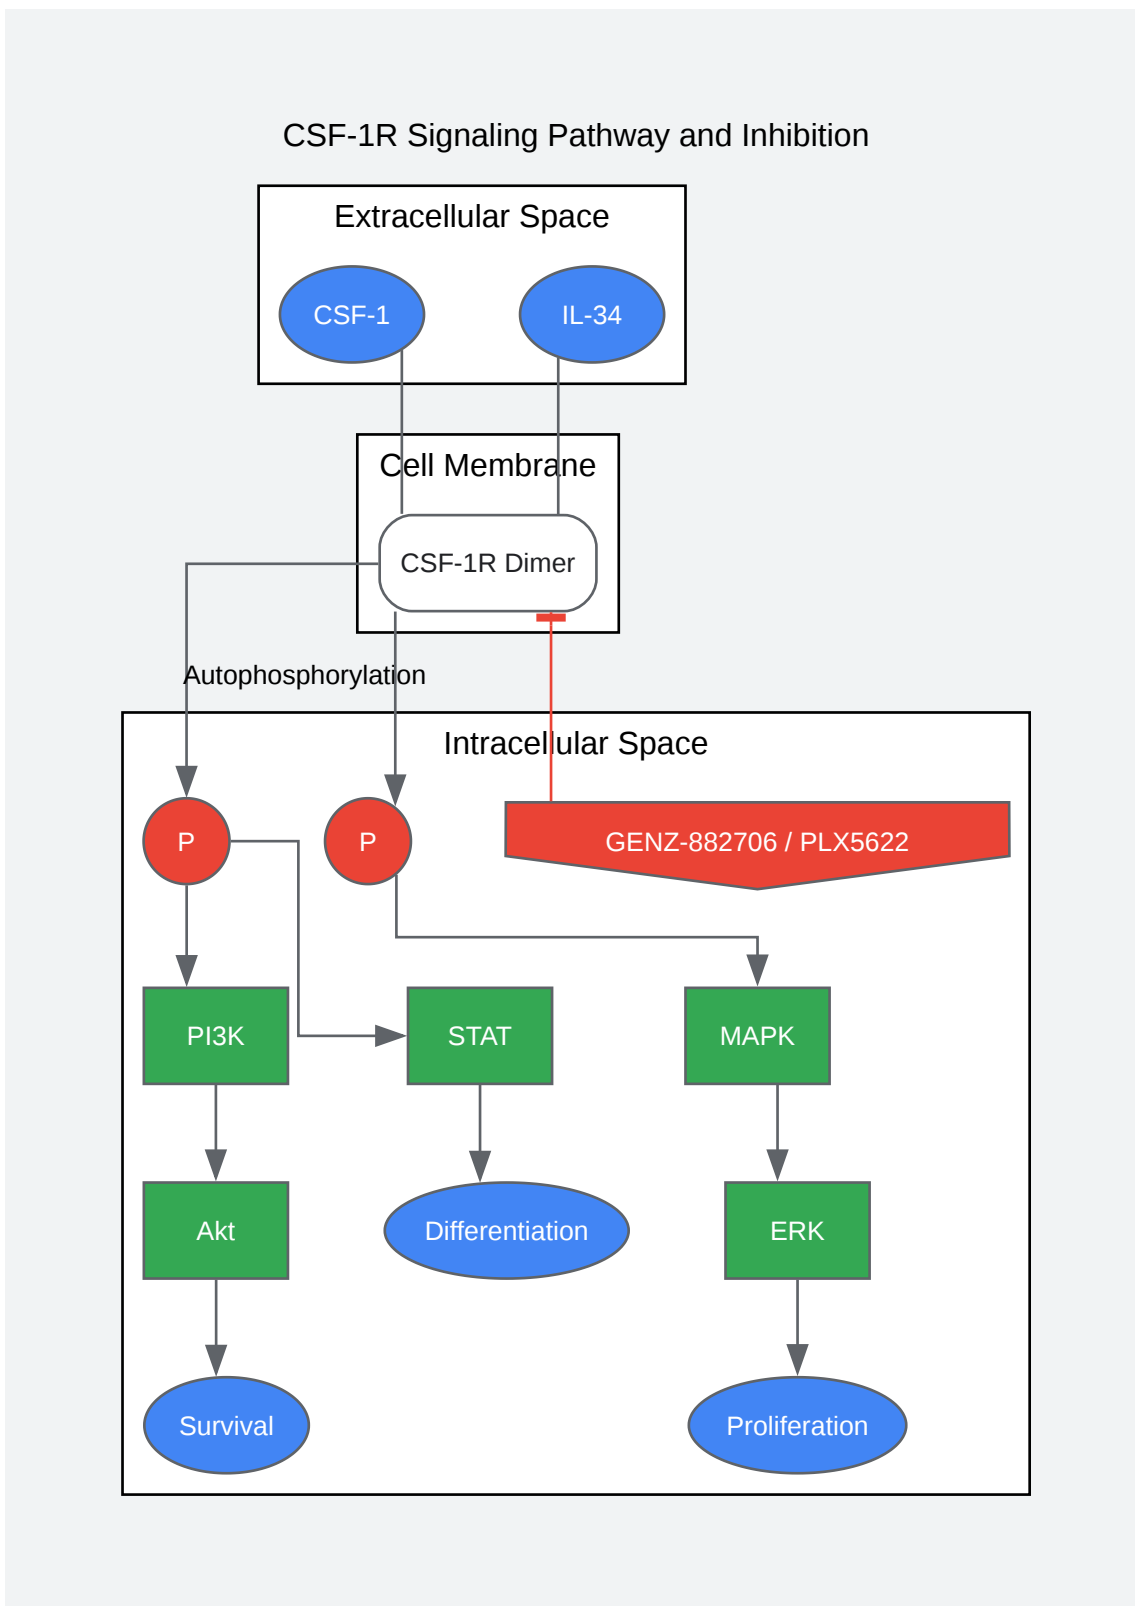 CSF-1R Signaling Pathway and Inhibition
Extracellular Space
CSF-1
IL-34
Cell Membrane
CSF-1R Dimer
Autophosphorylation
Intracellular Space
P
P
GENZ-882706 / PLX5622
PI3K
STAT
MAPK
Akt
Differentiation
ERK
Survival
Proliferation